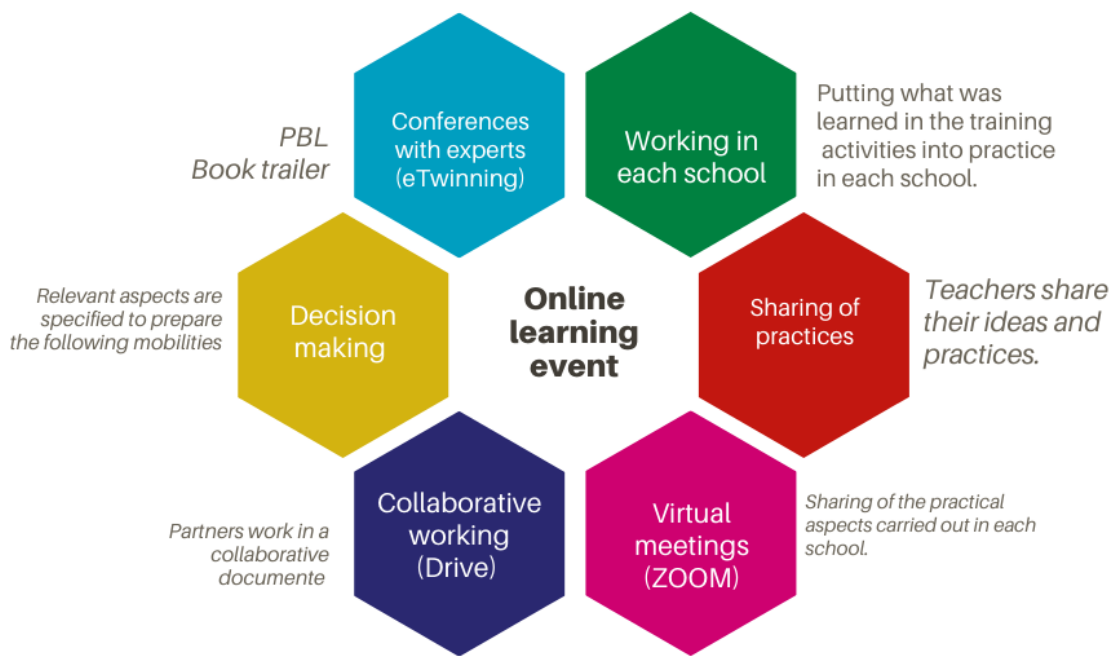 PBL
Book trailer
Conferences
with experts
(eTwinning)
Working in
each school
Putting what was
learned in the training
activities into practice
in each school.
Relevant aspects are
specified to prepare
the following mobilities
Decision
making
Online
learning
event
Sharing of
practices
Teachers share
their ideas and
practices.
Partners work in a
collaborative
documente
Collaborative
working
(Drive)
Virtual
meetings
(ZOOM)
Sharing of the practical
aspects carried out in each
school.